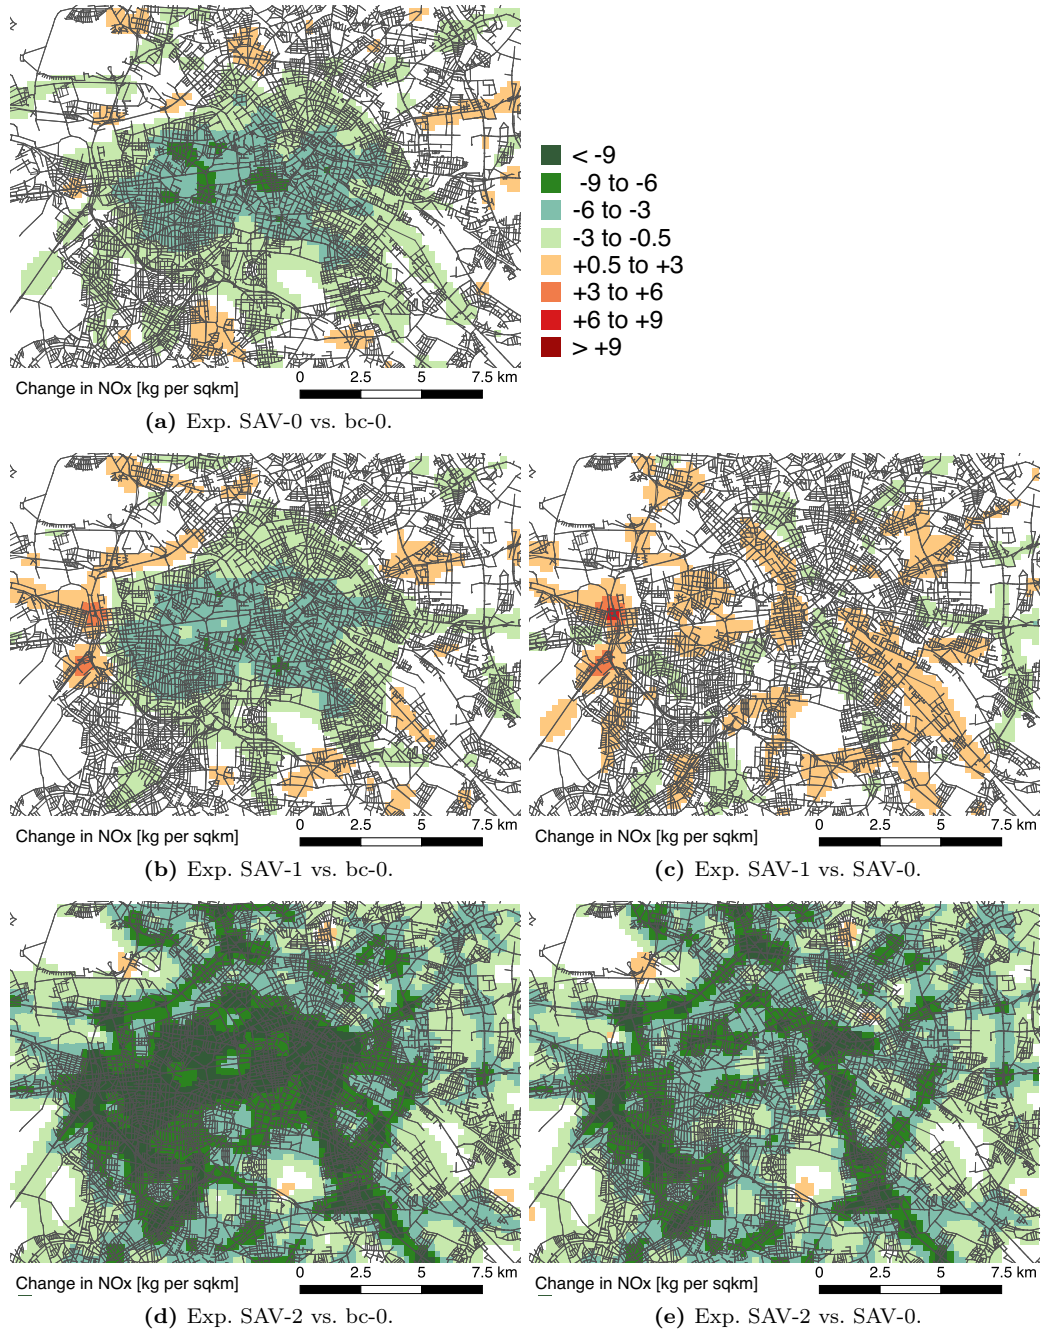 < -9
-9 to -6
-6 to -3
-3 to -0.5
+0.5 to +3
+3 to +6
+6 to +9
> +9
Change in NOx [kg per sqkm]
0 2.5 5 7.5 km
(a) Exp. SAV-0 vs. bc-0.
Change in NOx [kg per sqkm]
0 2.5 5 7.5 km
(b) Exp. SAV-1 vs. bc-0.
Change in NOx [kg per sqkm]
0 2.5 5 7.5 km
(c) Exp. SAV-1 vs. SAV-0.
Change in NOx [kg per sqkm]
0 2.5 5 7.5 km
(d) Exp. SAV-2 vs. bc-0.
Change in NOx [kg per sqkm]
0 2.5 5 7.5 km
(e) Exp. SAV-2 vs. SAV-0.